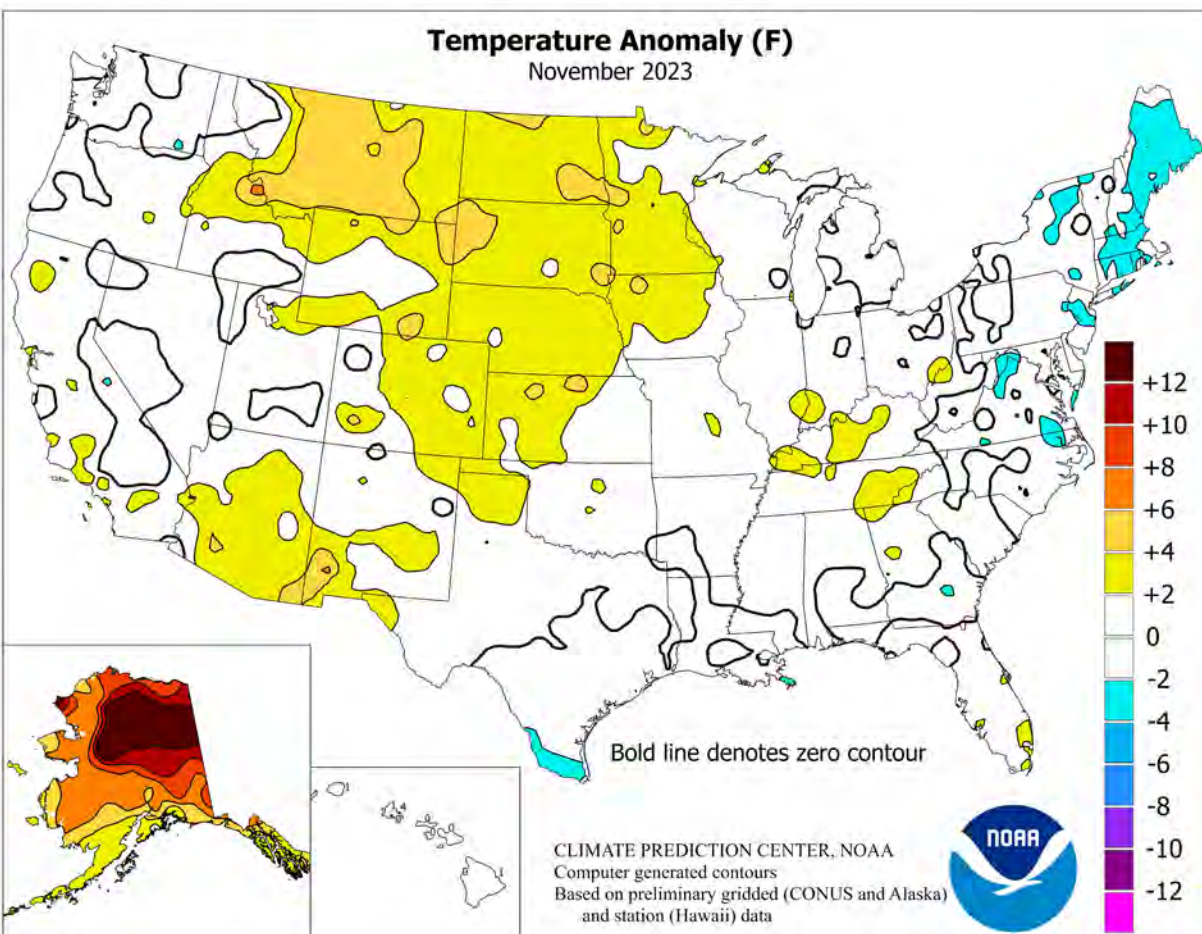 Temperature Anomaly (F)
November 2023
+12
+10
+8
+6
+4
+2
0
-2
-4
-6
-8
-10
-12
Bold line denotes zero contour
CLIMATE PREDICTION CENTER, NOAA
Computer generated contours
Based on preliminary gridded (CONUS and Alaska)
and station (Hawaii) data
NOAA